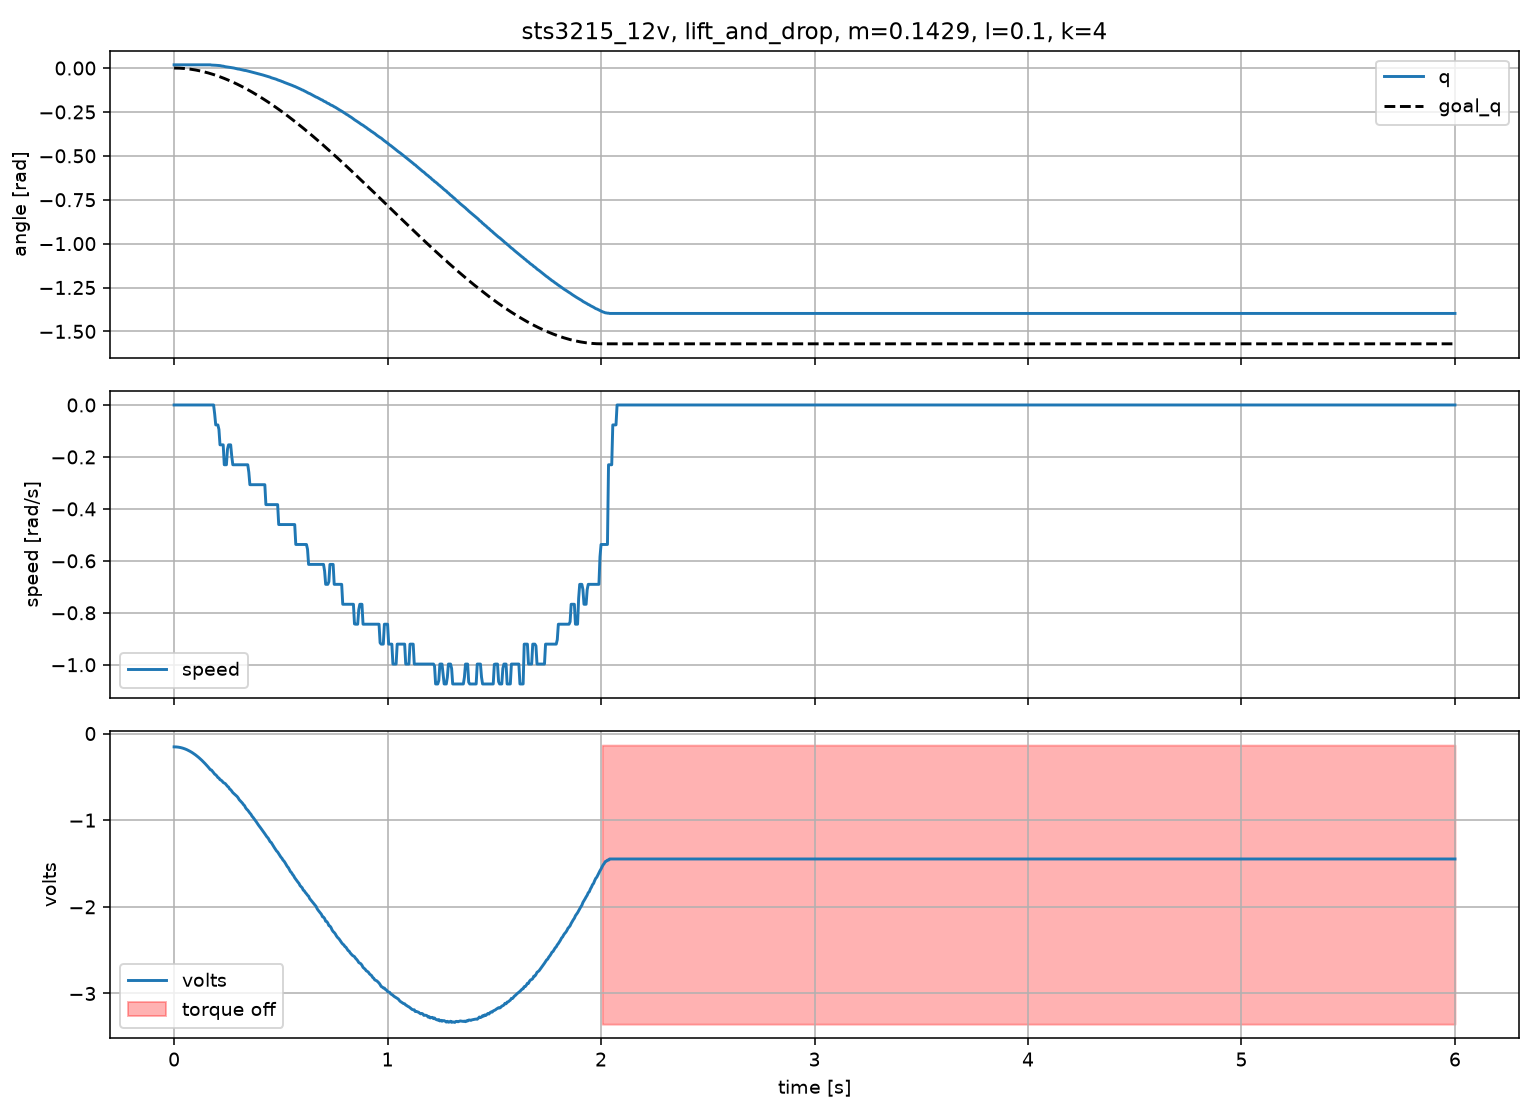 sts3215_12v, lift_and_drop, m=0.1429, l=0.1, k=4
0.00
−0.25
−0.50
−0.75
−1.00
−1.25
−1.50
angle [rad]
q
goal_q
0.0
−0.2
−0.4
−0.6
−0.8
−1.0
speed [rad/s]
speed
0
−1
−2
−3
volts
volts
torque off
0 1 2 3 4 5 6
time [s]